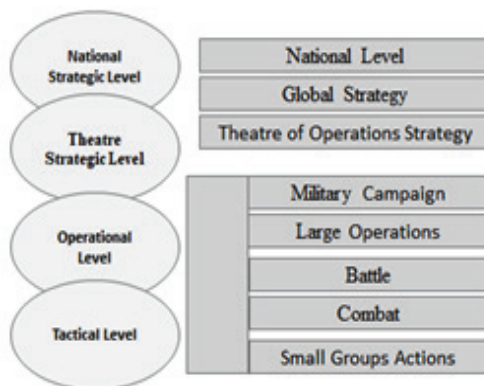 National
Strategic Level
Theatre
Strategic Level
Operational
Level
Tactical Level
National Level
Global Strategy
Theatre of Operations Strategy
Military Campaign
Large Operations
Battle
Combat
Small Groups Actions